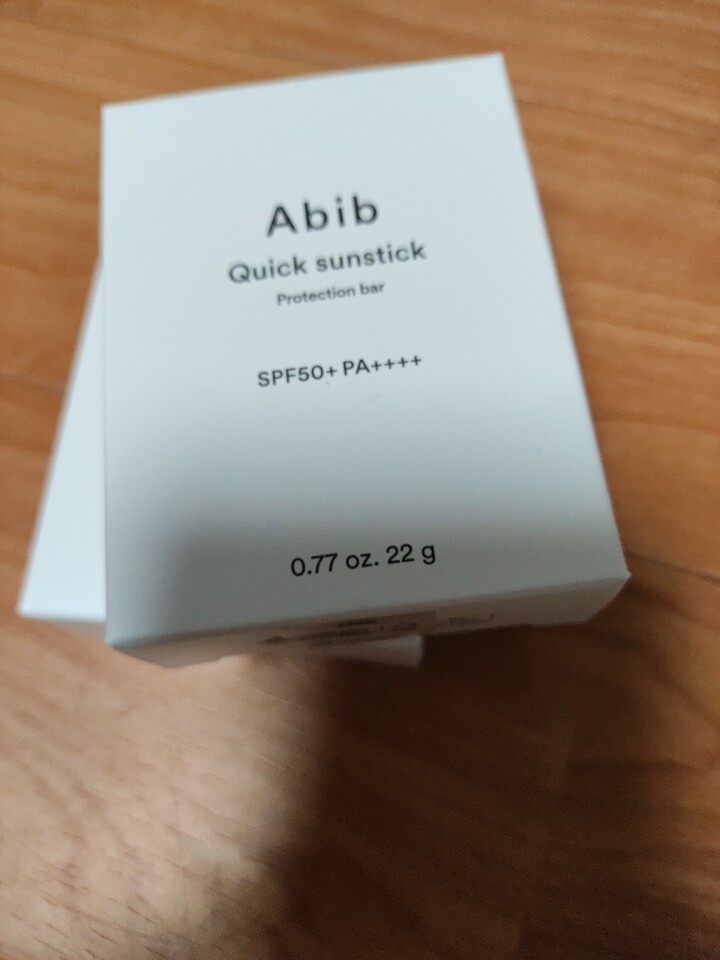 Abib
Quick sunstick
Protection bar
SPF50+ PA++++
0.77 oz. 22 g